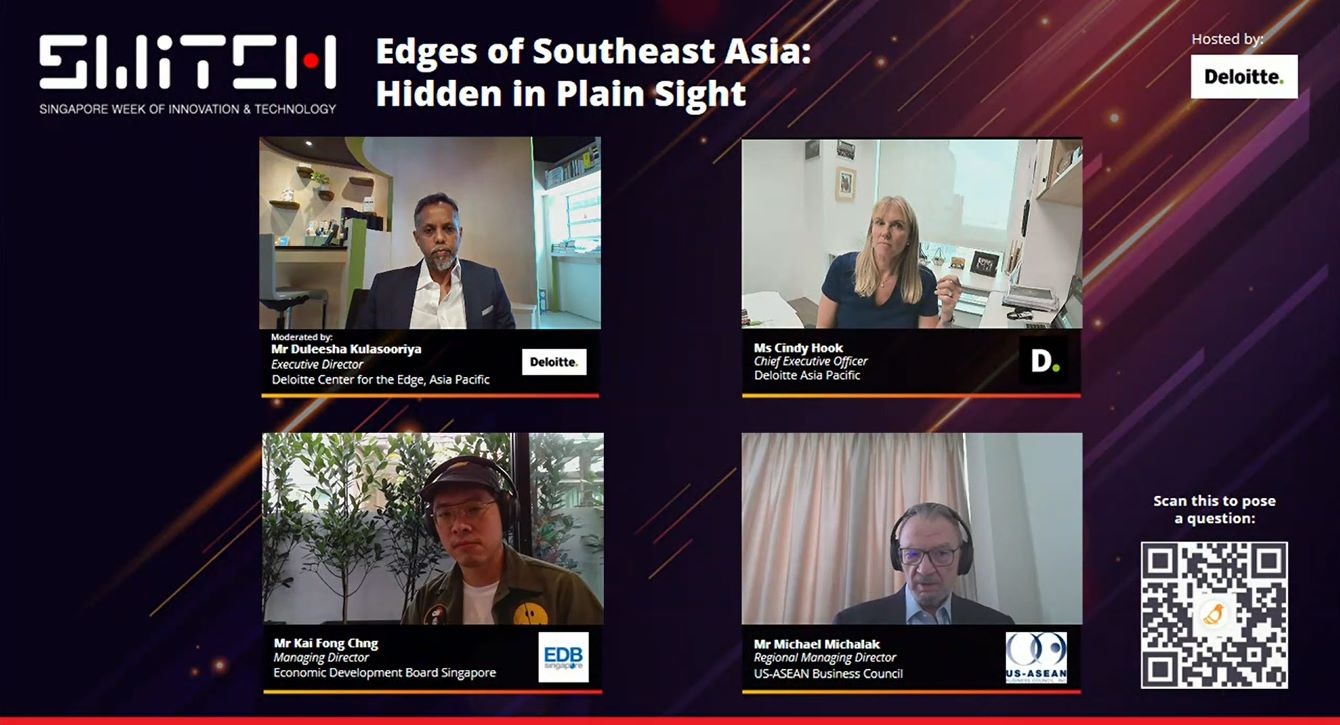 SWITCH
SINGAPORE WEEK OF INNOVATION & TECHNOLOGY
Edges of Southeast Asia:
Hidden in Plain Sight
Hosted by:
Deloitte.
Moderated by:
Mr Duleesha Kulasooriya
Executive Director
Deloitte Center for the Edge, Asia Pacific
Deloitte.
Ms Cindy Hook
Chief Executive Officer
Deloitte Asia Pacific
D.
Mr Kai Fong Chng
Managing Director
Economic Development Board Singapore
EDB
singapore
Mr Michael Michalak
Regional Managing Director
US-ASEAN Business Council
US-ASEAN
BUSINESS COUNCIL, INC
Scan this to pose
a question: